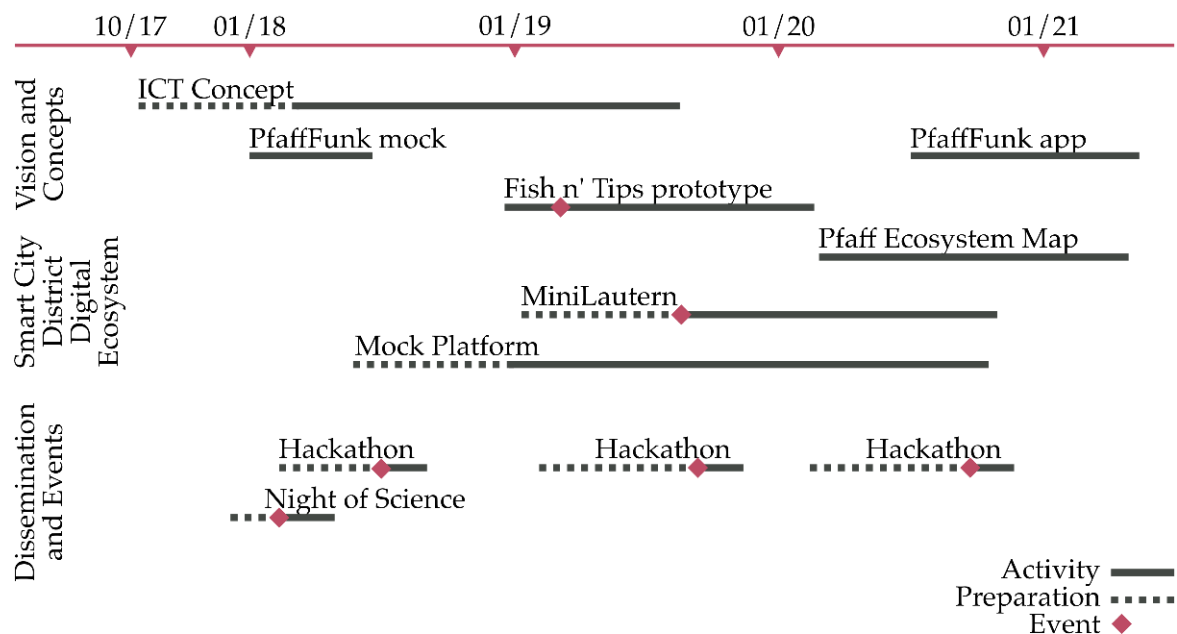 10/17 01/18 01/19 01/20 01/21
Vision and
Concepts
ICT Concept
PfaffFunk mock
PfaffFunk app
Fish n' Tips prototype
Smart City
District
Digital
Ecosystem
Pfaff Ecosystem Map
MiniLautern
Mock Platform
Dissemination
and Events
Hackathon
Hackathon
Hackathon
Night of Science
Activity
Preparation
Event